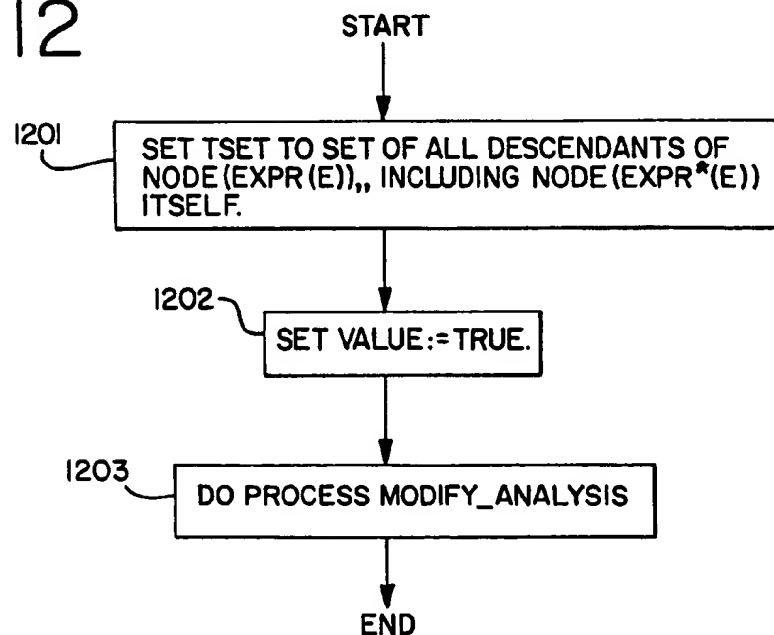 12
START
1201
SET TSET TO SET OF ALL DESCENDANTS OF
NODE(EXPR(E)),, INCLUDING NODE(EXPR*(E))
ITSELF.
1202
SET VALUE:=TRUE.
1203
DO PROCESS MODIFY_ANALYSIS
END